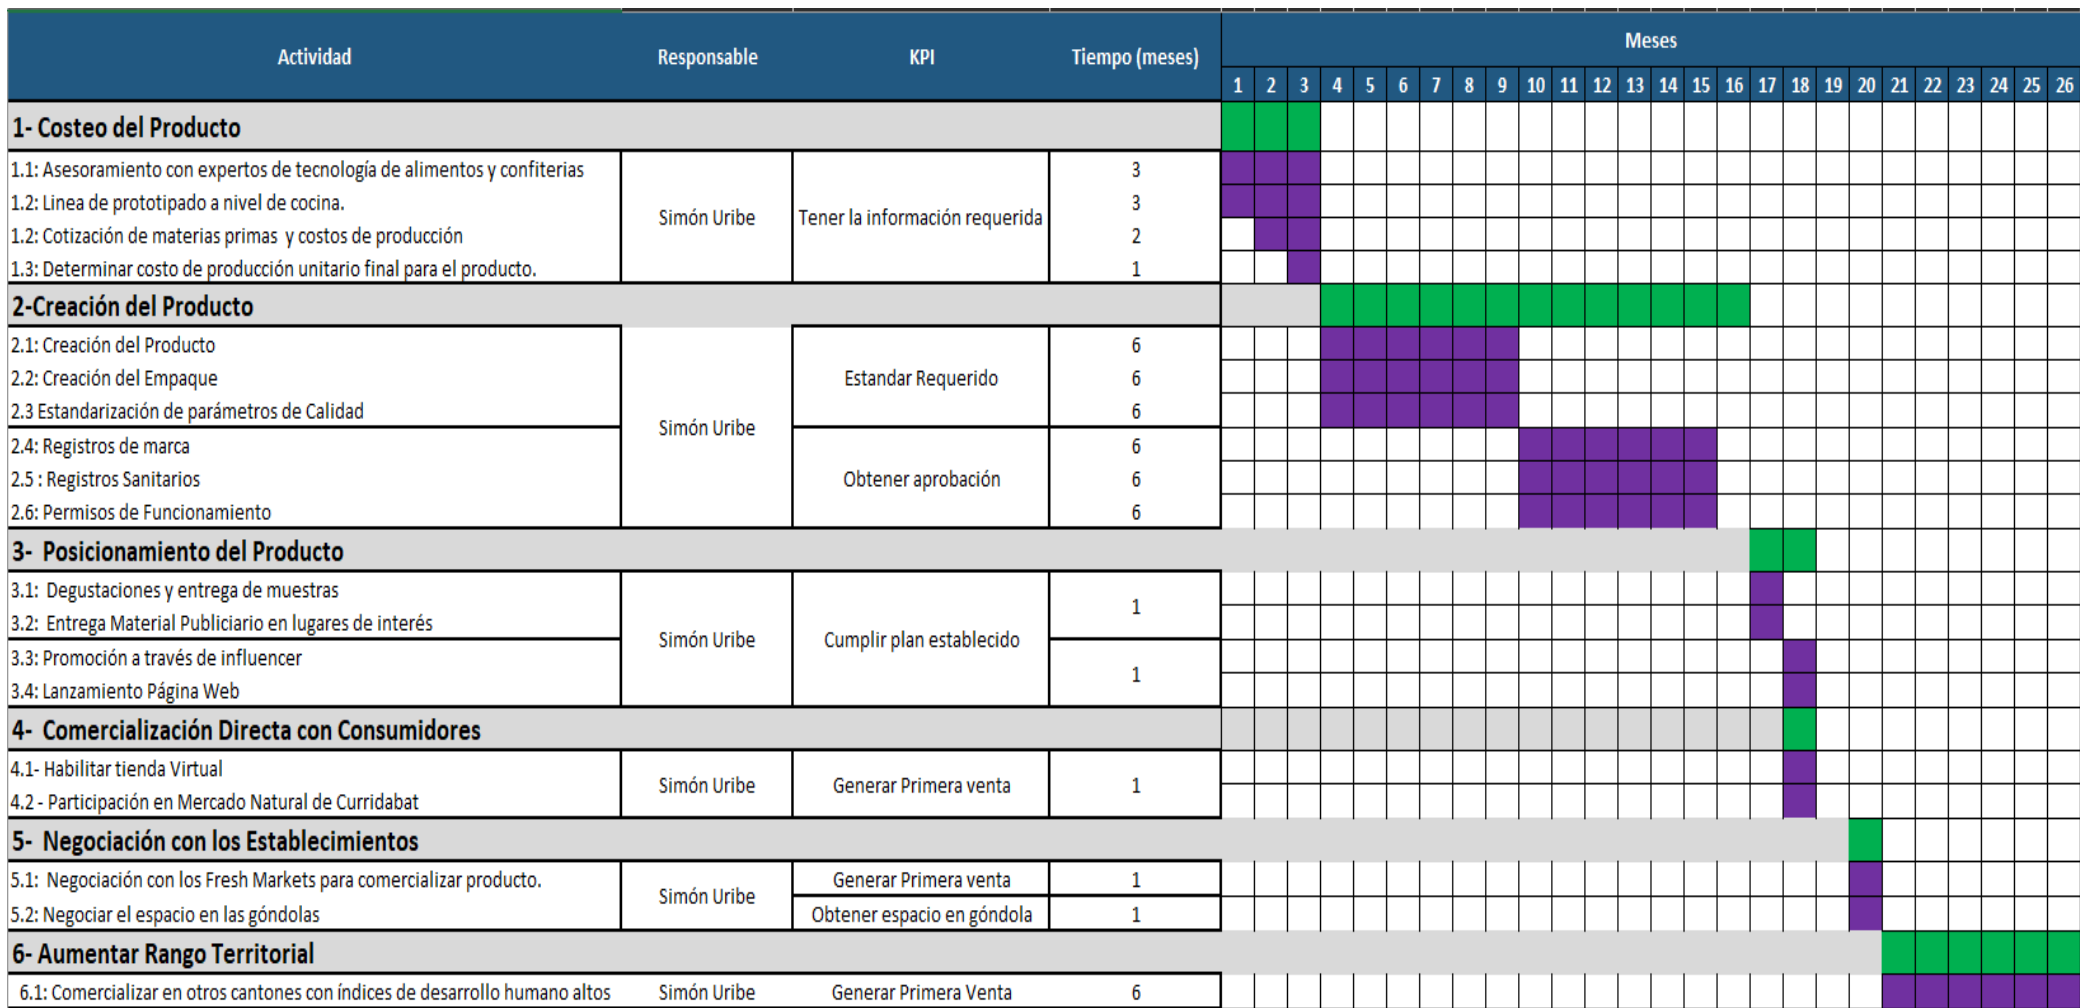 Actividad Responsable KPI Tiempo (meses) Meses
1 2 3 4 5 6 7 8 9 10 11 12 13 14 15 16 17 18 19 20 21 22 23 24 25 26
1- Costeo del Producto
1.1: Asesoramiento con expertos de tecnología de alimentos y confiterias 3
1.2: Linea de prototipado a nivel de cocina. 3
Simón Uribe Tener la información requerida
1.2: Cotización de materias primas y costos de producción 2
1.3: Determinar costo de producción unitario final para el producto. 1
2-Creación del Producto
2.1: Creación del Producto 6
2.2: Creación del Empaque Estandar Requerido 6
2.3 Estandarización de parámetros de Calidad 6
Simón Uribe
2.4: Registros de marca 6
2.5 : Registros Sanitarios Obtener aprobación 6
2.6: Permisos de Funcionamiento 6
3- Posicionamiento del Producto
3.1: Degustaciones y entrega de muestras
1
3.2: Entrega Material Publiciario en lugares de interés
Simón Uribe Cumplir plan establecido
3.3: Promoción a través de influencer
1
3.4: Lanzamiento Página Web
4- Comercialización Directa con Consumidores
4.1- Habilitar tienda Virtual
Simón Uribe Generar Primera venta 1
4.2 - Participación en Mercado Natural de Curridabat
5- Negociación con los Establecimientos
5.1: Negociación con los Fresh Markets para comercializar producto. Generar Primera venta 1
Simón Uribe
5.2: Negociar el espacio en las góndolas Obtener espacio en góndola 1
6- Aumentar Rango Territorial
6.1: Comercializar en otros cantones con índices de desarrollo humano altos Simón Uribe Generar Primera Venta 6